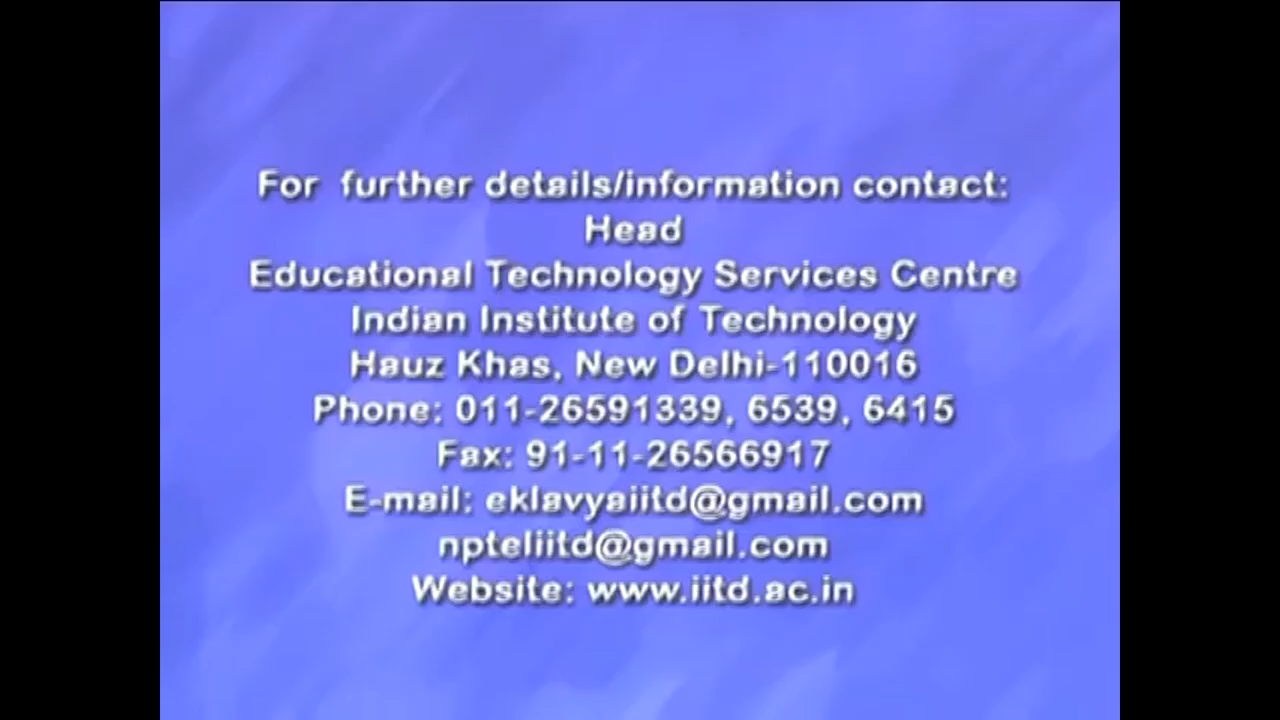 For further details/information contact:
Head
Educational Technology Services Centre
Indian Institute of Technology
Hauz Khas, New Delhi-110016
Phone: 011-26591339, 6539, 6415
Fax: 91-11-26566917
E-mail: eklavyaiitd@gmail.com
npteliitd@gmail.com
Website: www.iitd.ac.in